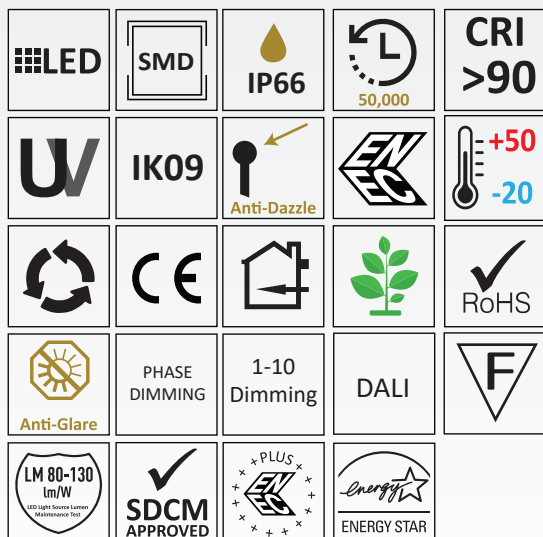 LED
SMD
IP66
50,000
CRI
>90
UV
IK09
Anti-Dazzle
EN
EC
+50
-20
CE
RoHS
Anti-Glare
PHASE
DIMMING
1-10
Dimming
DALI
F
LM 80-130
lm/W
LED Light Source Lumen
Maintenance Test
SDCM
APPROVED
PLUS
EN
EC
energy
ENERGY STAR